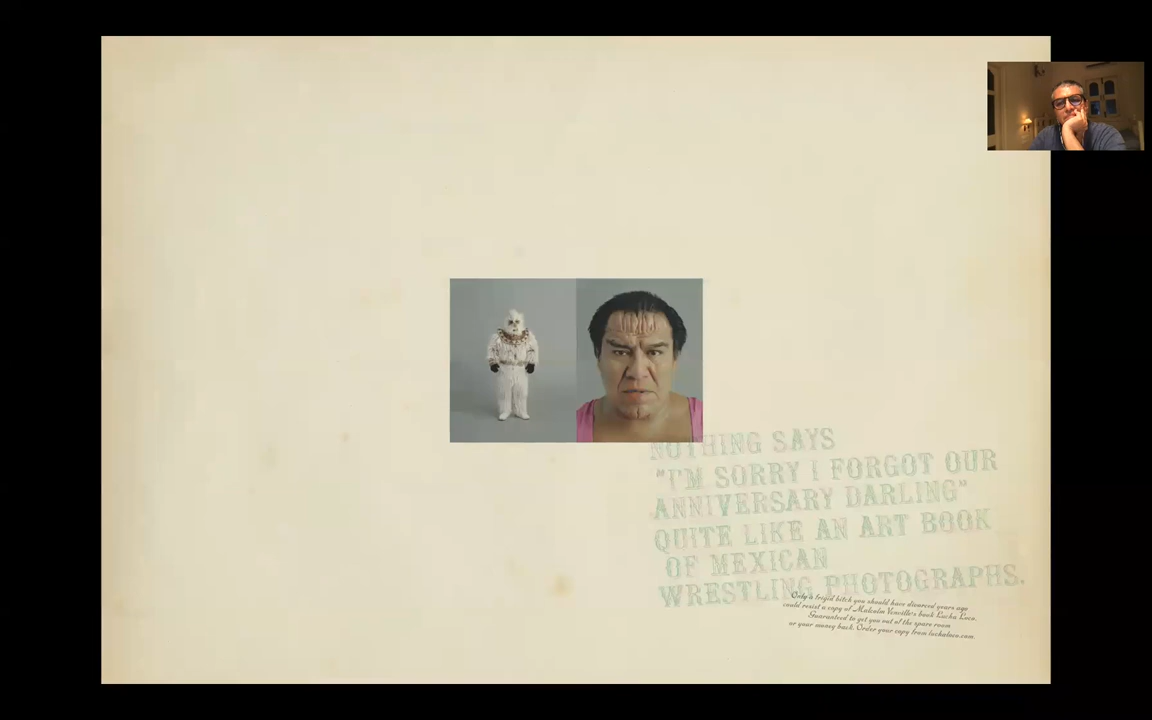 NOTHING SAYS
"I'M SORRY I FORGOT OUR
ANNIVERSARY DARLING"
QUITE LIKE AN ART BOOK
OF MEXICAN
WRESTLING PHOTOGRAPHS.
Only a frigid bitch you should have divorced years ago
could resist a copy of Malcolm Venville's book Lucha Loco.
Guaranteed to get you out of the spare room
or your money back. Order your copy from luchaloco.com.